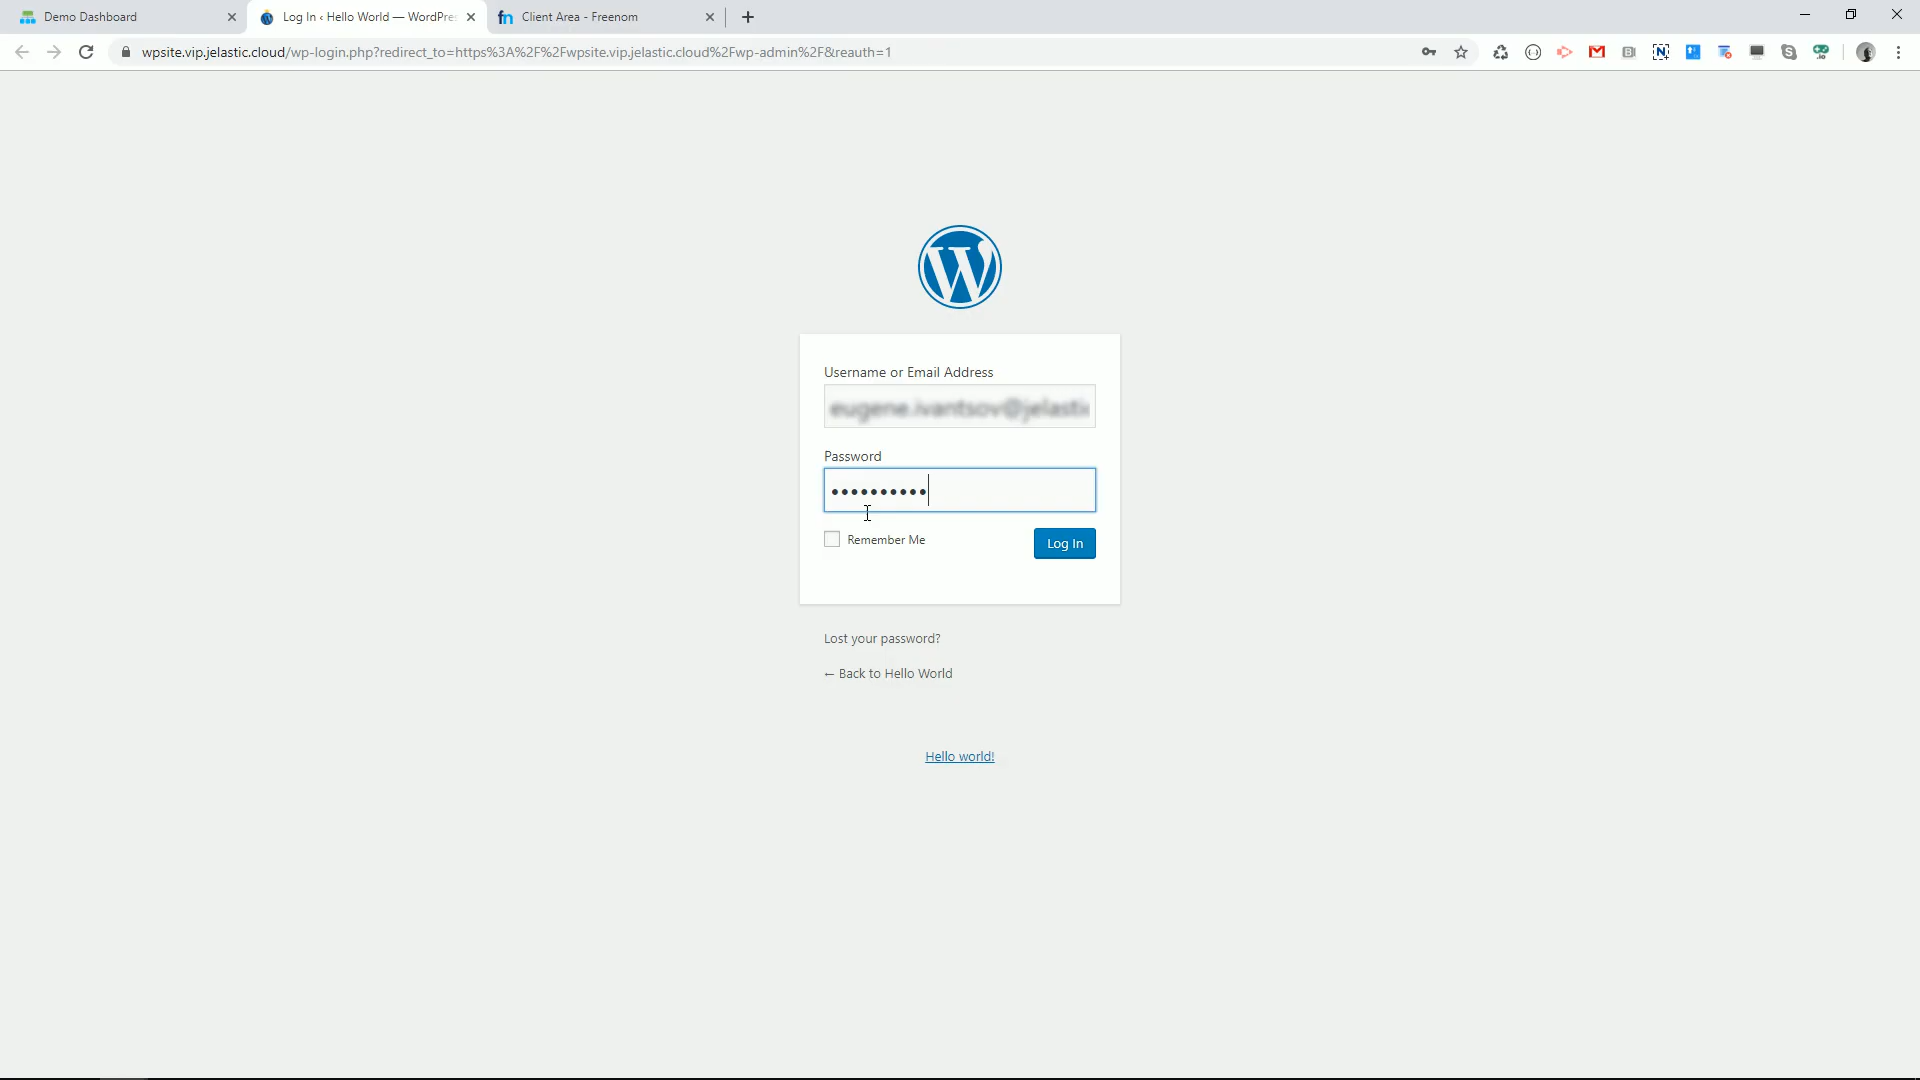 Demo Dashboard
Log In ‹ Hello World — WordPres
Client Area - Freenom
wpsite.vip.jelastic.cloud/wp-login.php?redirect_to=https%3A%2F%2Fwpsite.vip.jelastic.cloud%2Fwp-admin%2F&reauth=1
Username or Email Address
Password
Remember Me
Log In
Lost your password?
← Back to Hello World
Hello world!